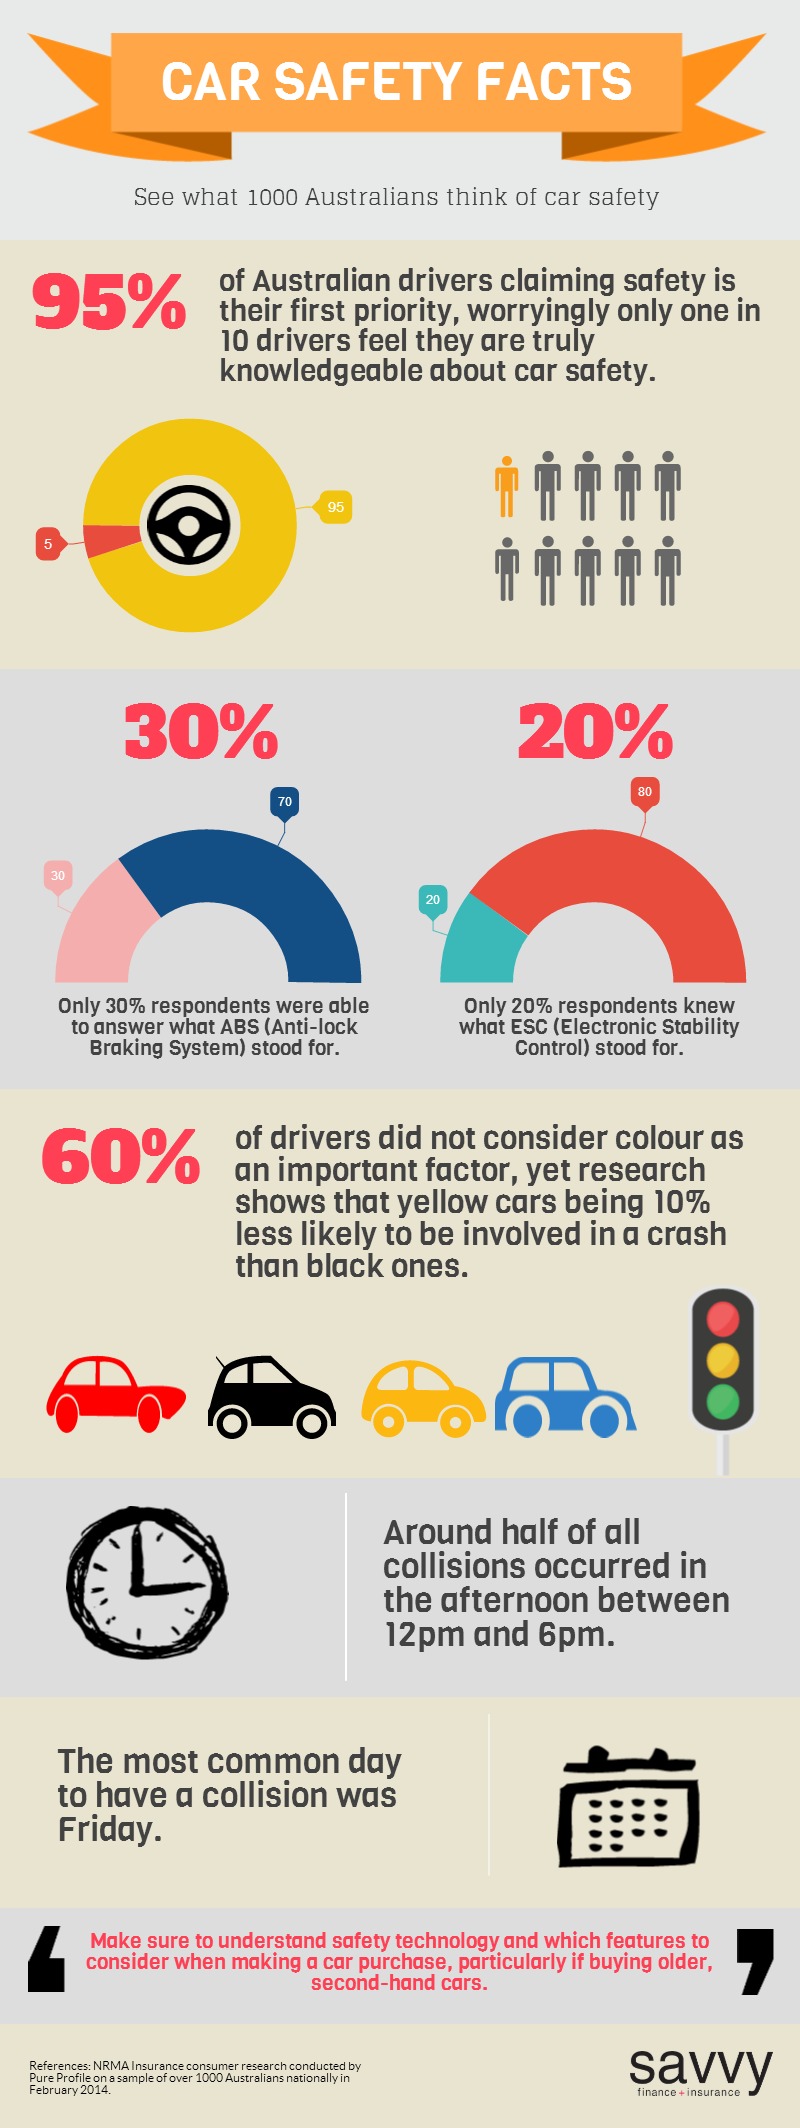 CAR SAFETY FACTS
See what 1000 Australians think of car safety
95%
of Australian drivers claiming safety is
their first priority, worryingly only one in
10 drivers feel they are truly
knowledgeable about car safety.
95
5
30%
20%
70
80
30
20
Only 30% respondents were able
to answer what ABS (Anti-lock
Braking System) stood for.
Only 20% respondents knew
what ESC (Electronic Stability
Control) stood for.
60%
of drivers did not consider colour as
an important factor, yet research
shows that yellow cars being 10%
less likely to be involved in a crash
than black ones.
Around half of all
collisions occurred in
the afternoon between
12pm and 6pm.
The most common day
to have a collision was
Friday.
Make sure to understand safety technology and which features to
consider when making a car purchase, particularly if buying older,
second-hand cars.
References: NRMA Insurance consumer research conducted by
Pure Profile on a sample of over 1000 Australians nationally in
February 2014.
savvy
finance + insurance